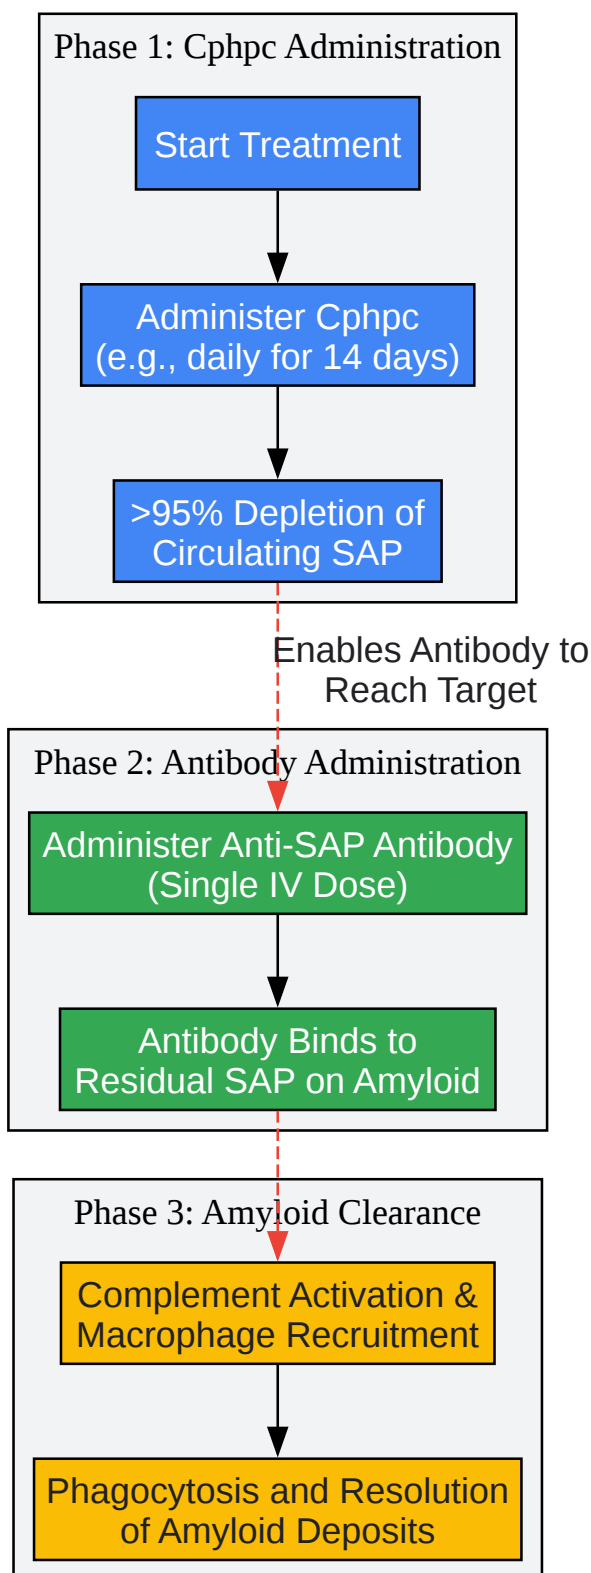 Phase 1: Cphpc Administration
Start Treatment
Administer Cphpc
(e.g., daily for 14 days)
>95% Depletion of
Circulating SAP
Enables Antibody to
Reach Target
Phase 2: Antibody Administration
Administer Anti-SAP Antibody
(Single IV Dose)
Antibody Binds to
Residual SAP on Amyloid
Phase 3: Amyloid Clearance
Complement Activation &
Macrophage Recruitment
Phagocytosis and Resolution
of Amyloid Deposits